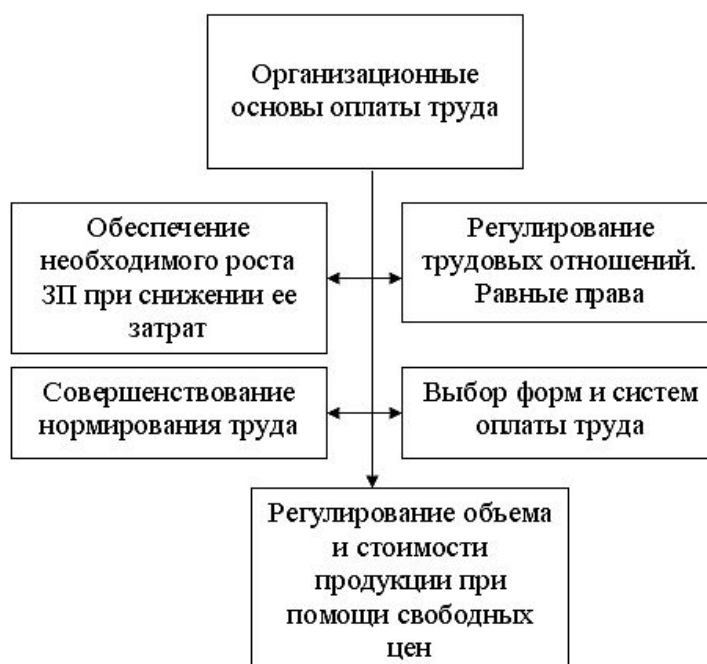 Организационные
основы оплаты труда
Обеспечение
необходимого роста
ЗП при снижении ее
затрат
Регулирование
трудовых отношений.
Равные права
Совершенствование
нормирования труда
Выбор форм и систем
оплаты труда
Регулирование объема
и стоимости
продукции при
помощи свободных
цен